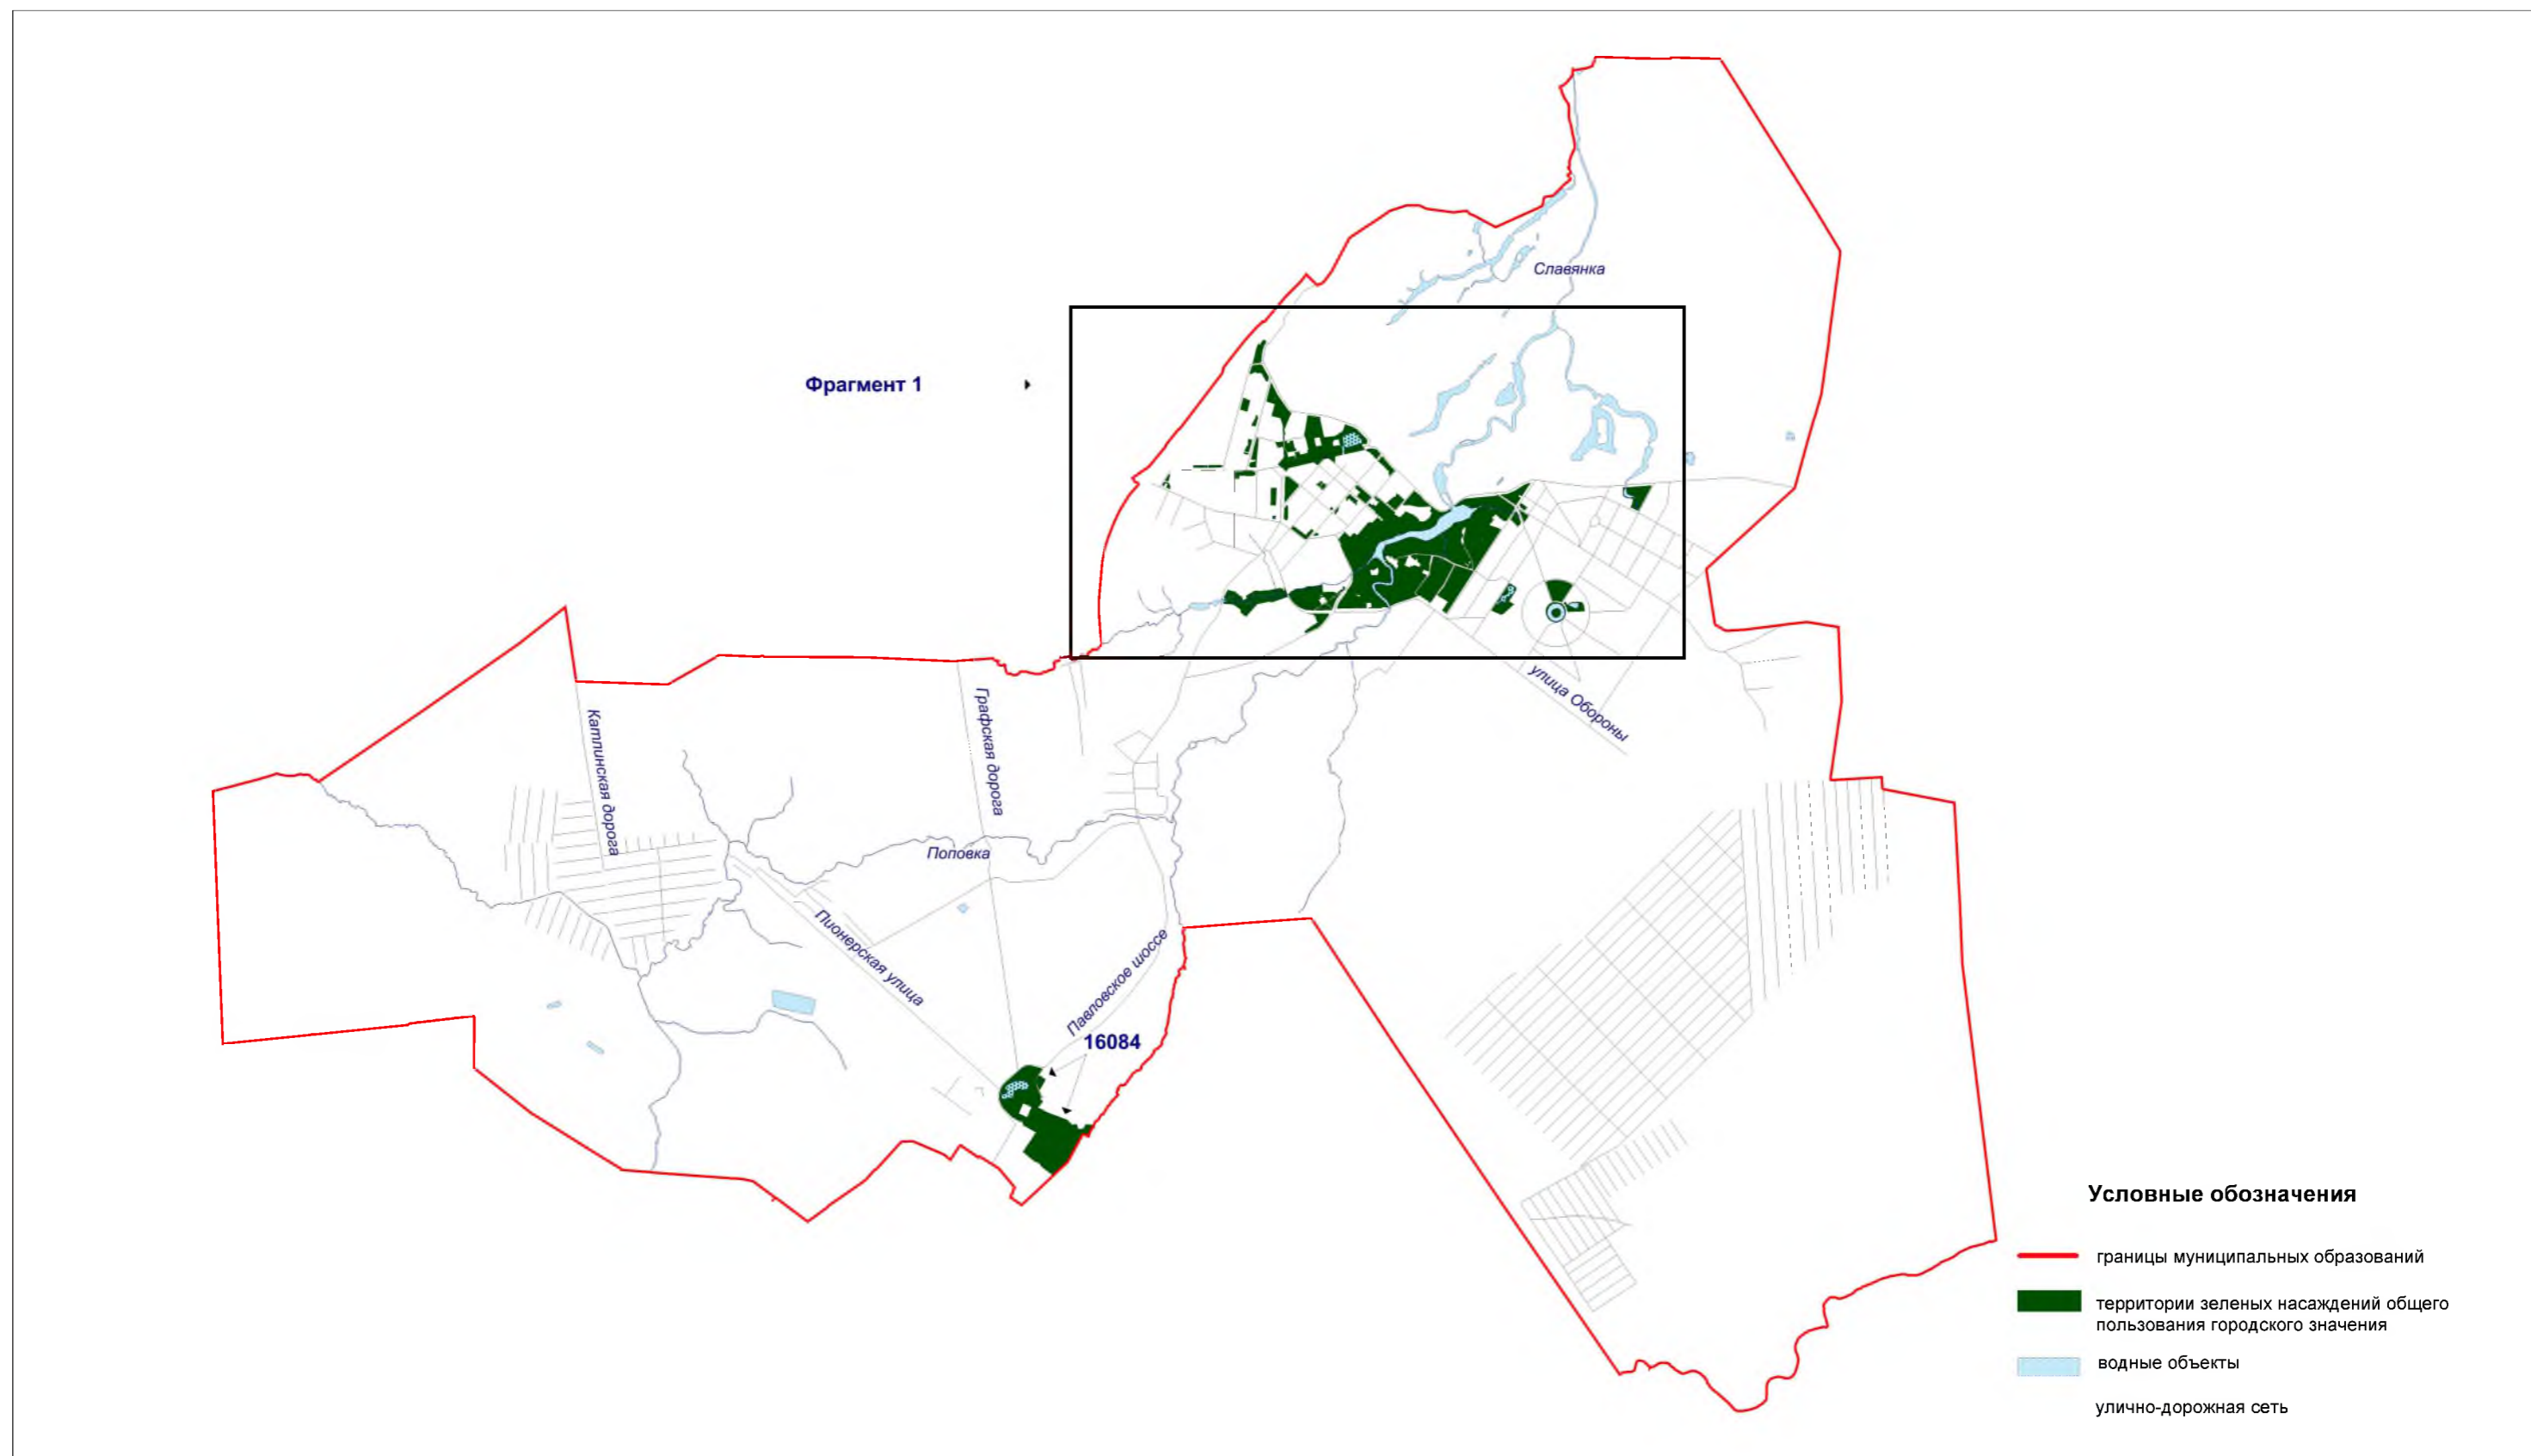 Славянка
Фрагмент 1
улица Обороны
Катлинская дорога
Графская дорога
Поповка
Пионерская улица
Павловское шоссе
16084
Условные обозначения
границы муниципальных образований
территории зеленых насаждений общего
пользования городского значения
водные объекты
улично-дорожная сеть